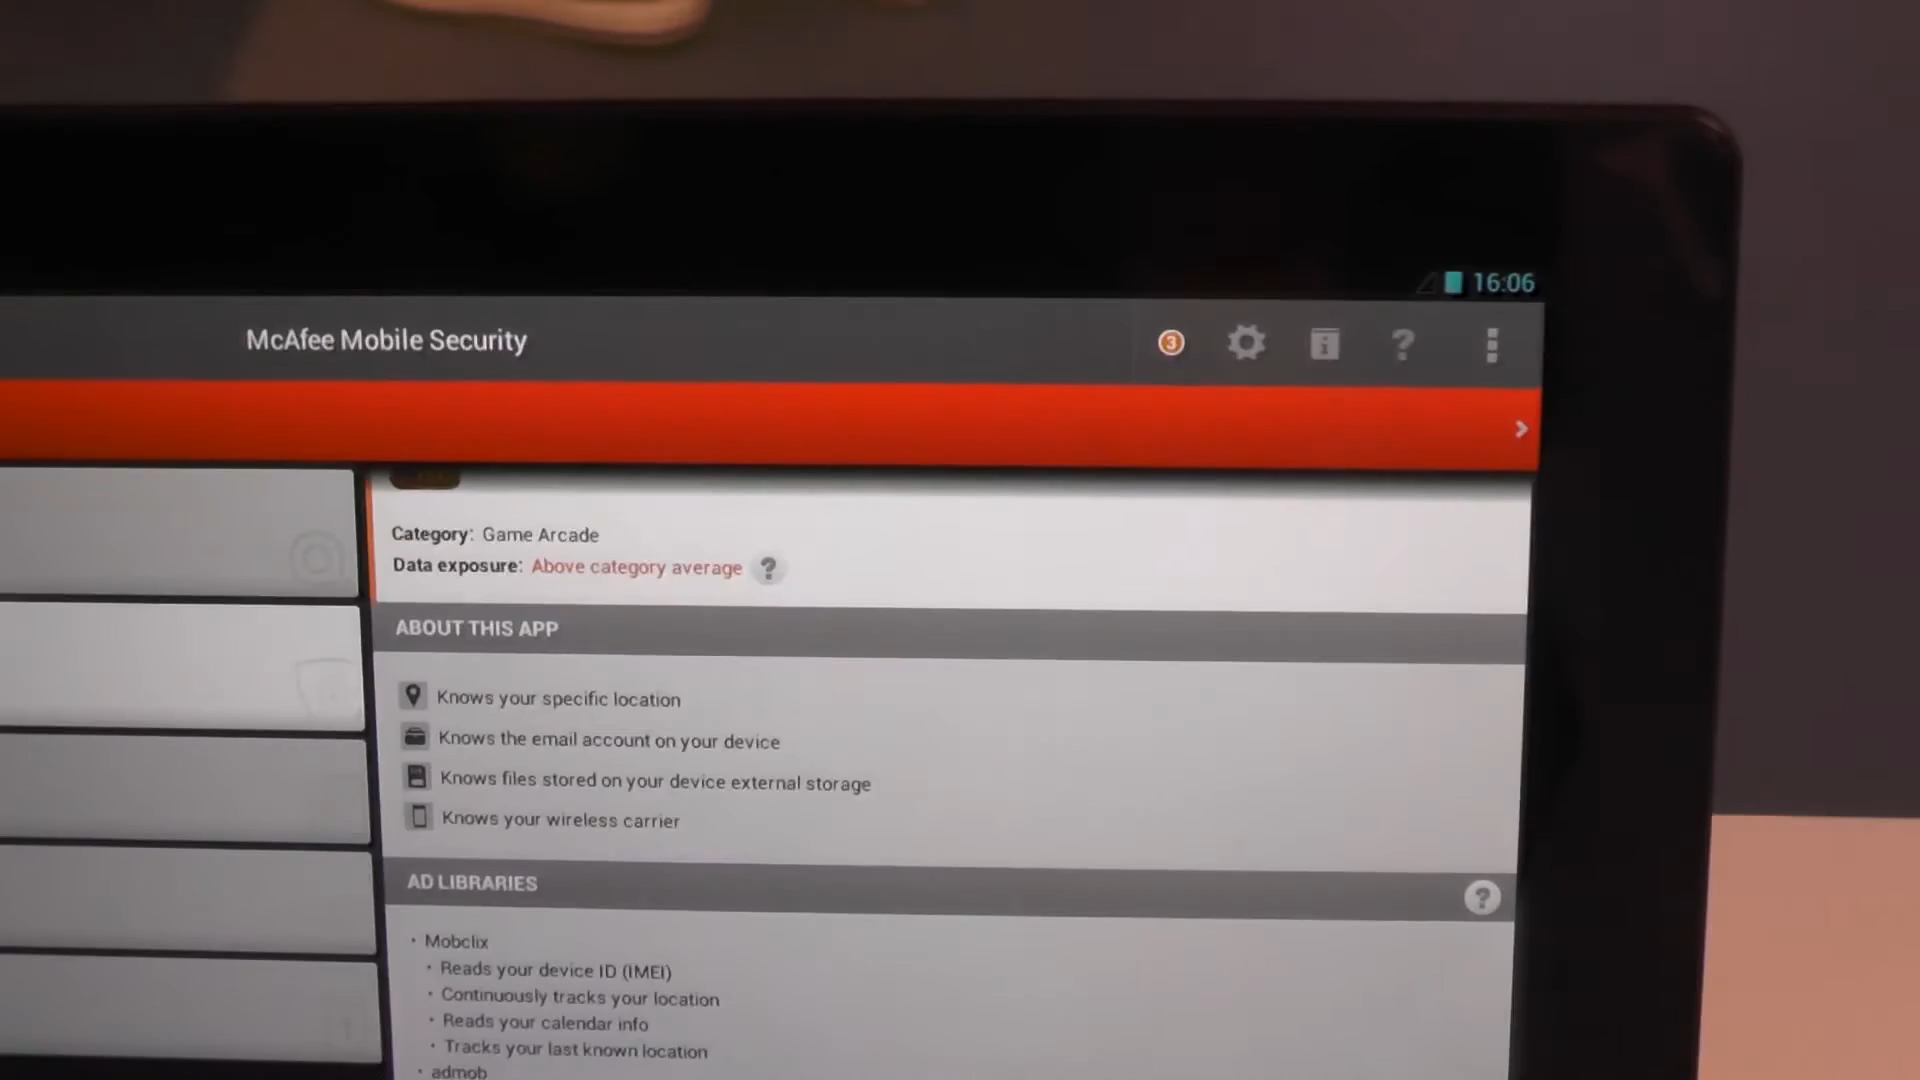 16:06
McAfee Mobile Security
3
?
Category: Game Arcade
Data exposure: Above category average ?
ABOUT THIS APP
Knows your specific location
Knows the email account on your device
Knows files stored on your device external storage
Knows your wireless carrier
AD LIBRARIES ?
• Mobclix
• Reads your device ID (IMEI)
• Continuously tracks your location
• Reads your calendar info
• Tracks your last known location
• admob